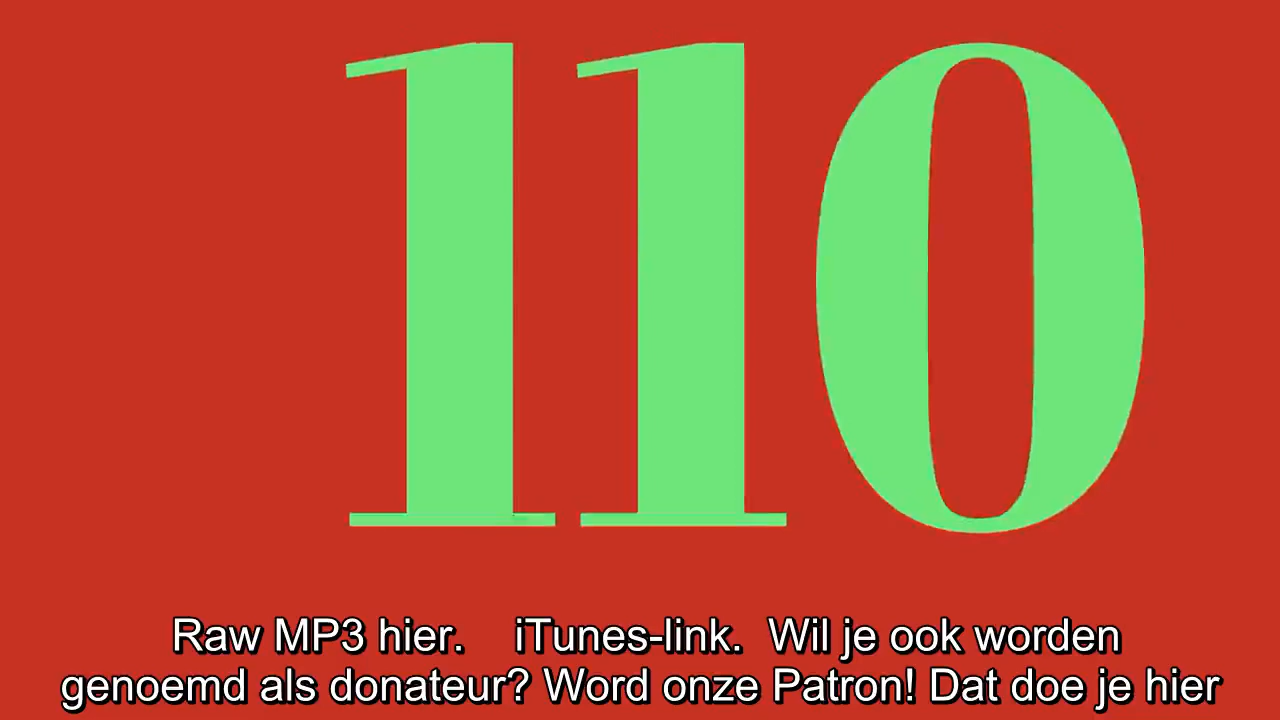 110
Raw MP3 hier. iTunes-link. Wil je ook worden
genoemd als donateur? Word onze Patron! Dat doe je hier